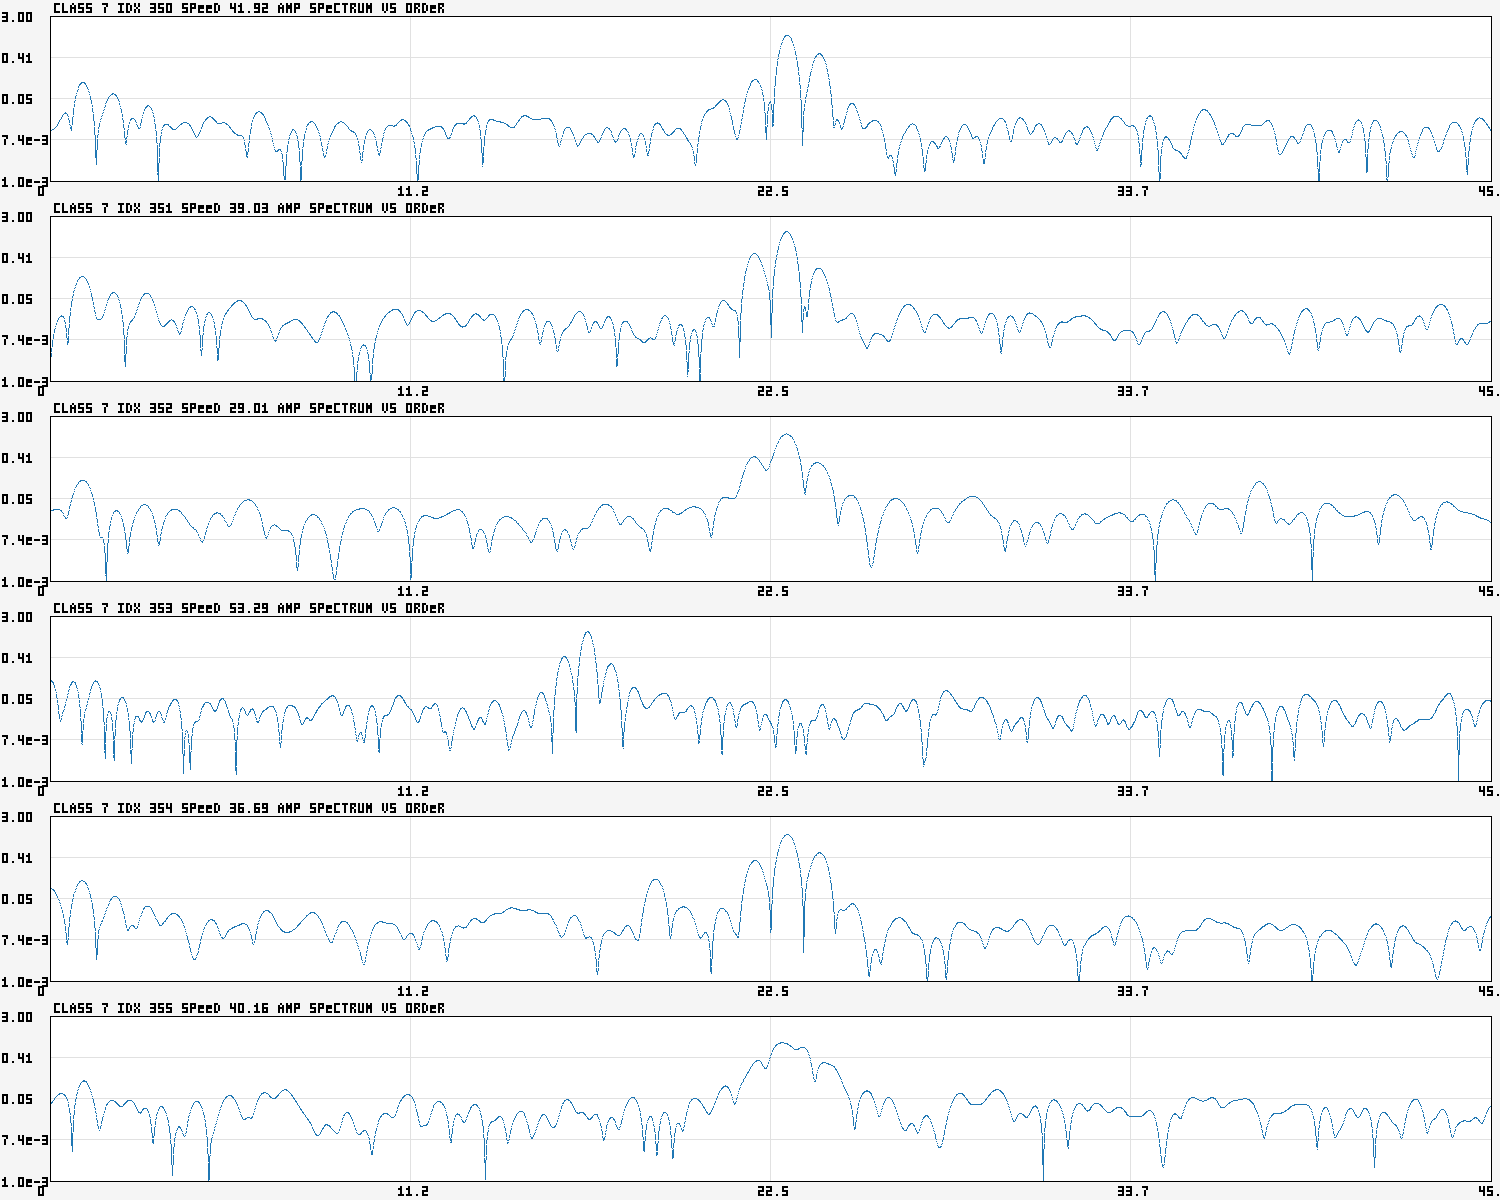 CLASS 7 IDX 350 SPeeD 41.92 AMP SPeCTRUM VS ORDeR
3.00
0.41
0.05
7.4e-3
1.0e-3
0 11.2 22.5 33.7 45.
CLASS 7 IDX 351 SPeeD 39.03 AMP SPeCTRUM VS ORDeR
3.00
0.41
0.05
7.4e-3
1.0e-3
0 11.2 22.5 33.7 45.
CLASS 7 IDX 352 SPeeD 29.01 AMP SPeCTRUM VS ORDeR
3.00
0.41
0.05
7.4e-3
1.0e-3
0 11.2 22.5 33.7 45.
CLASS 7 IDX 353 SPeeD 53.29 AMP SPeCTRUM VS ORDeR
3.00
0.41
0.05
7.4e-3
1.0e-3
0 11.2 22.5 33.7 45.
CLASS 7 IDX 354 SPeeD 36.69 AMP SPeCTRUM VS ORDeR
3.00
0.41
0.05
7.4e-3
1.0e-3
0 11.2 22.5 33.7 45.
CLASS 7 IDX 355 SPeeD 40.16 AMP SPeCTRUM VS ORDeR
3.00
0.41
0.05
7.4e-3
1.0e-3
0 11.2 22.5 33.7 45.